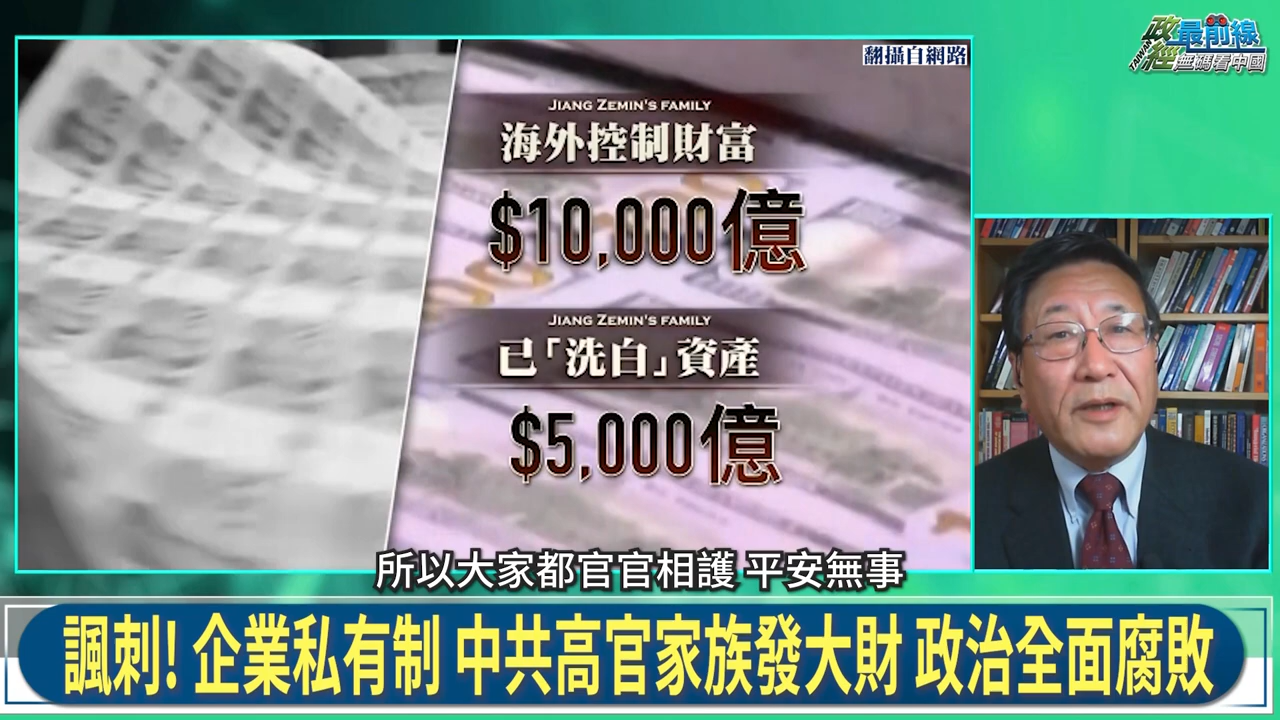 政經最前線
TAIWAN
無碼看中國
翻攝自網路
JIANG ZEMIN'S FAMILY
海外控制財富
$10,000億
JIANG ZEMIN'S FAMILY
已「洗白」資產
$5,000億
所以大家都官官相護 平安無事
諷刺! 企業私有制 中共高官家族發大財 政治全面腐敗